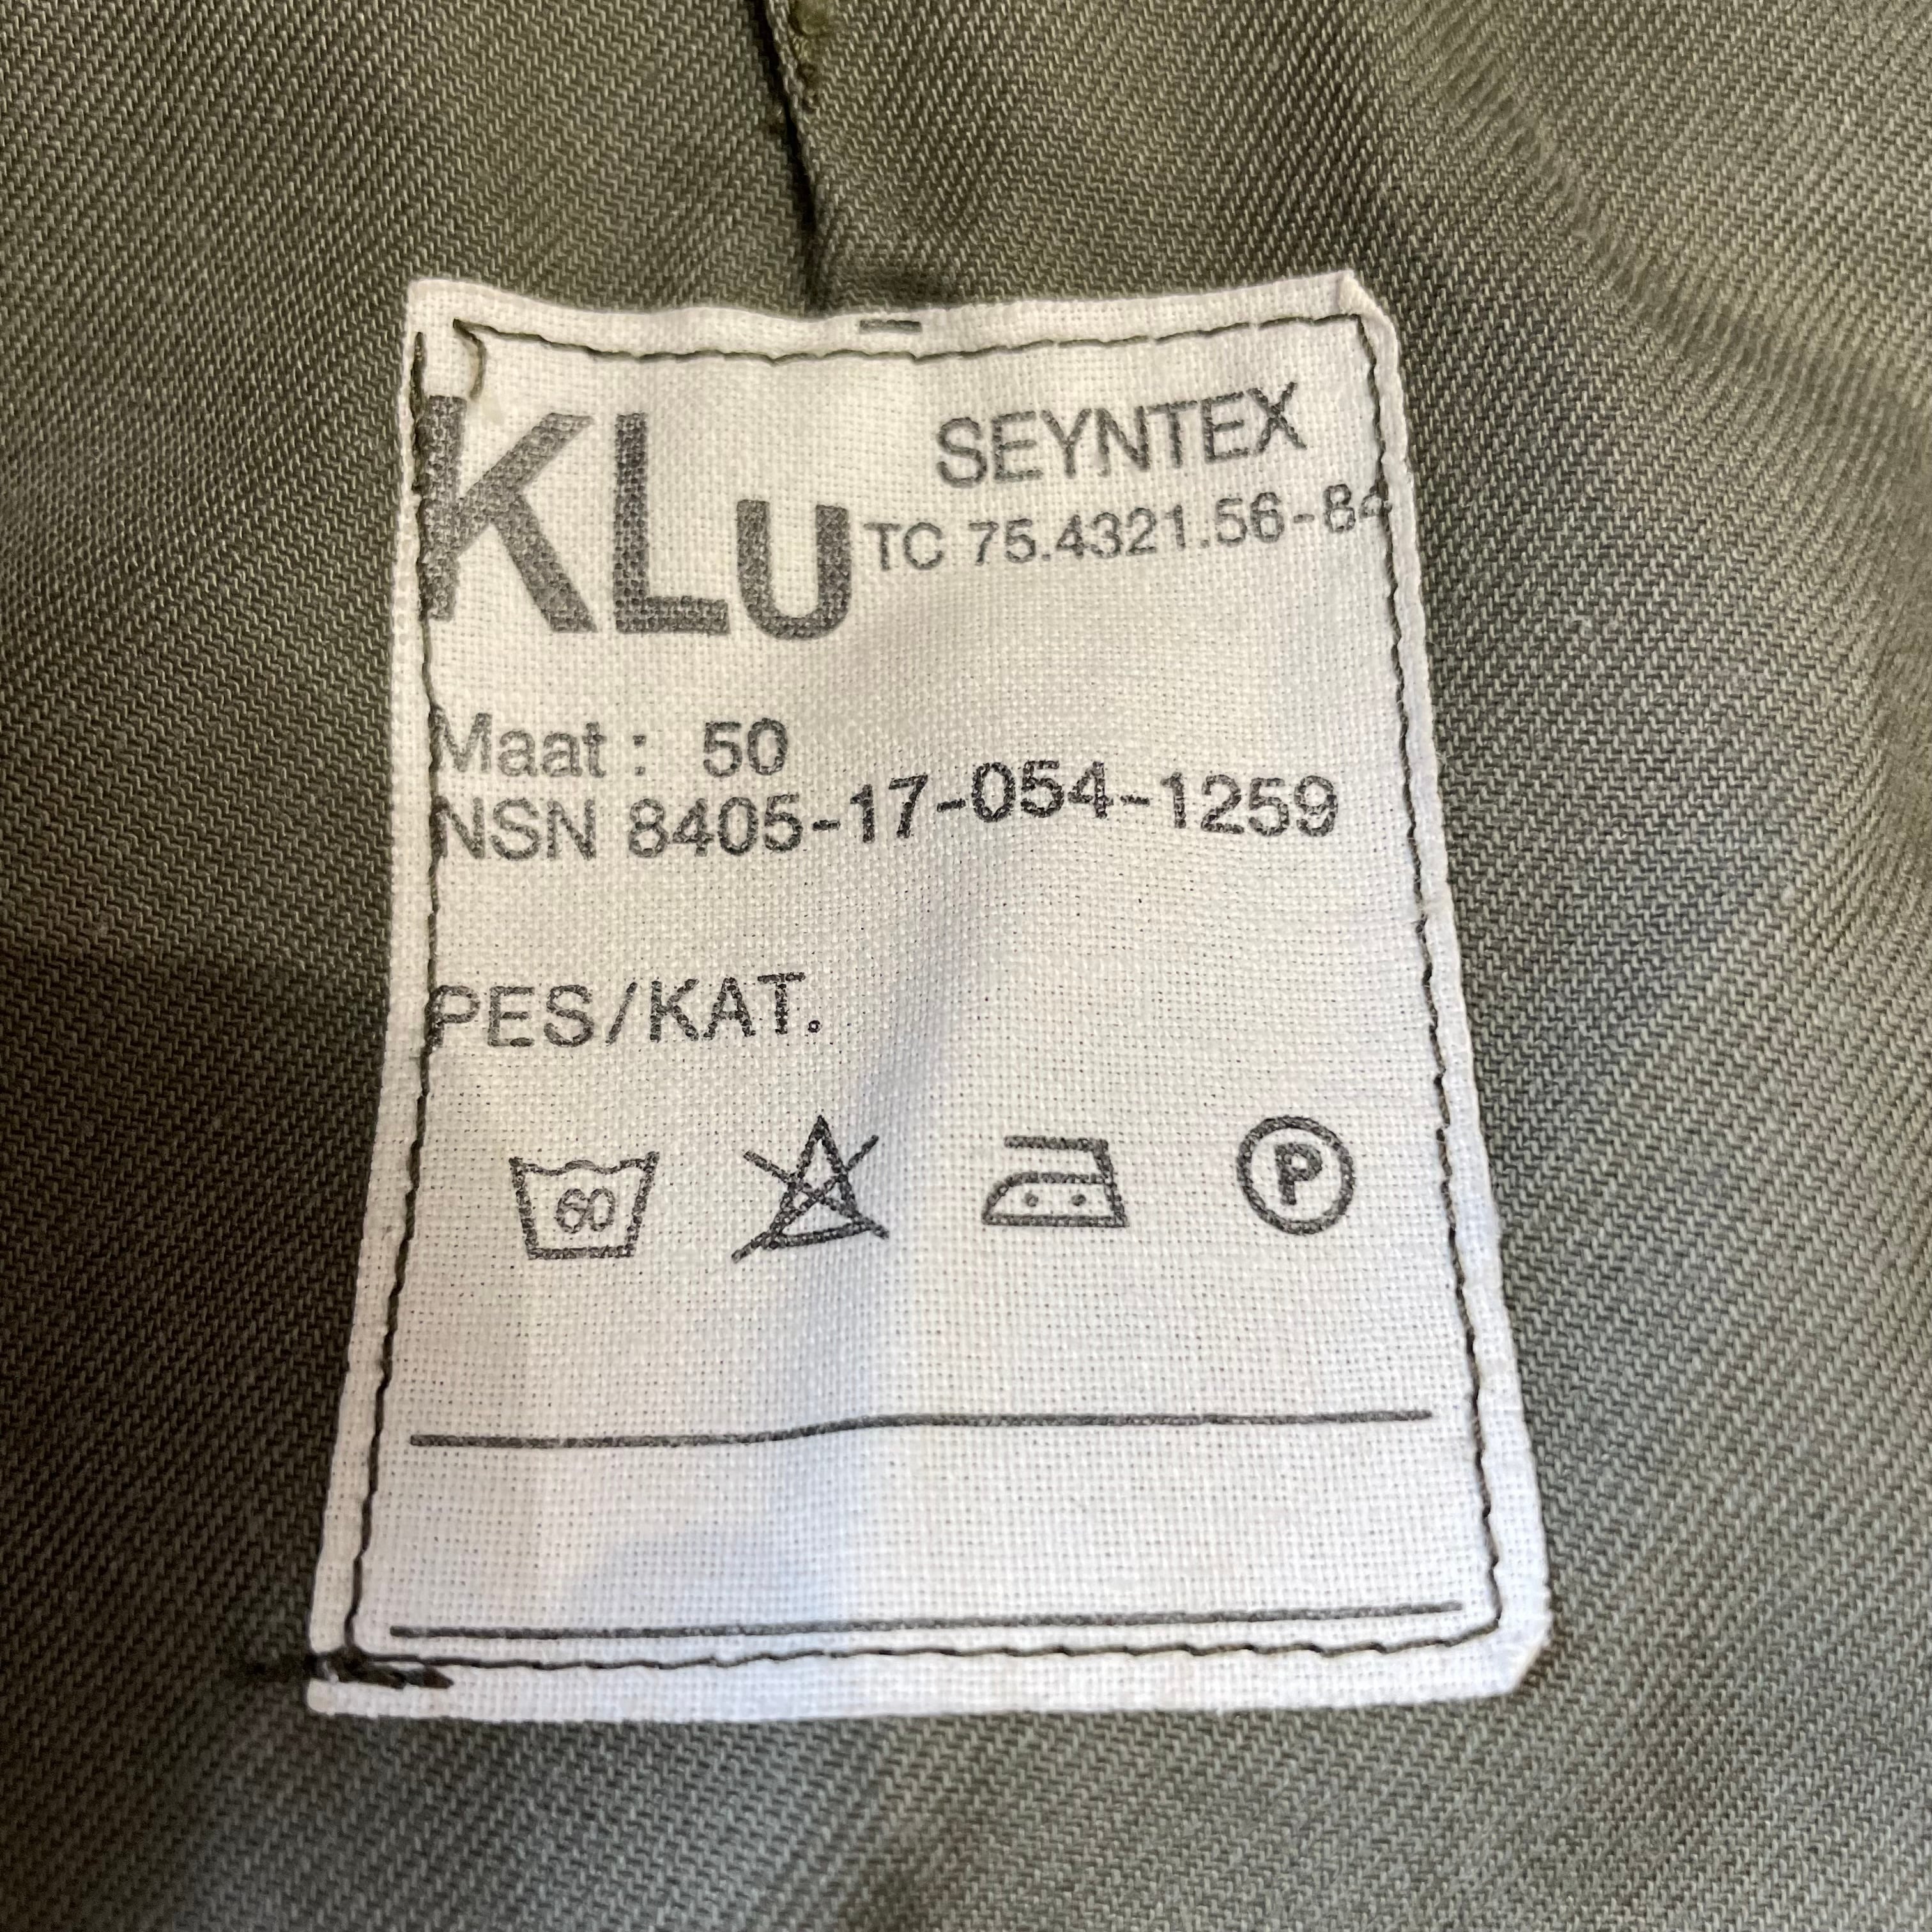 KLu SEYNTEX
TC 75.4321.56-84
Maat : 50
NSN 8405-17-054-1259
PES/KAT.
60 P